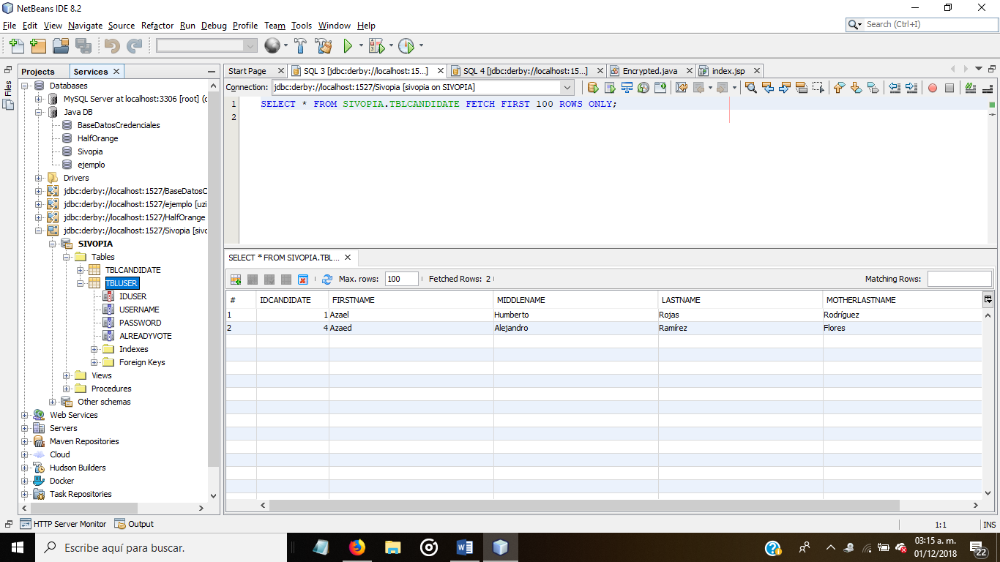 NetBeans IDE 8.2
File Edit View Navigate Source Refactor Run Debug Profile Team Tools Window Help
Search (Ctrl+I)
Files
Projects
Services
Databases
MySQL Server at localhost:3306 [root] (c
Java DB
BaseDatosCredenciales
HalfOrange
Sivopia
ejemplo
Drivers
jdbc:derby://localhost:1527/BaseDatosC
jdbc:derby://localhost:1527/ejemplo [uzi
jdbc:derby://localhost:1527/HalfOrange
jdbc:derby://localhost:1527/Sivopia [sivo
SIVOPIA
Tables
TBLCANDIDATE
TBLUSER
IDUSER
USERNAME
PASSWORD
ALREADYVOTE
Indexes
Foreign Keys
Views
Procedures
Other schemas
Web Services
Servers
Maven Repositories
Cloud
Hudson Builders
Docker
Task Repositories
Start Page
SQL 3 [jdbc:derby://localhost:15...]
SQL 4 [jdbc:derby://localhost:15...]
Encrypted.java
index.jsp
Connection: jdbc:derby://localhost:1527/Sivopia [sivopia on SIVOPIA]
1 SELECT * FROM SIVOPIA.TBLCANDIDATE FETCH FIRST 100 ROWS ONLY;
2
SELECT * FROM SIVOPIA.TBL...
Max. rows: 100 Fetched Rows: 2 Matching Rows:
# IDCANDIDATE FIRSTNAME MIDDLENAME LASTNAME MOTHERLASTNAME
1 1 Azael Humberto Rojas Rodríguez
2 4 Azaed Alejandro Ramírez Flores
HTTP Server Monitor Output
1:1 INS
Escribe aquí para buscar.
03:15 a. m.
01/12/2018
22